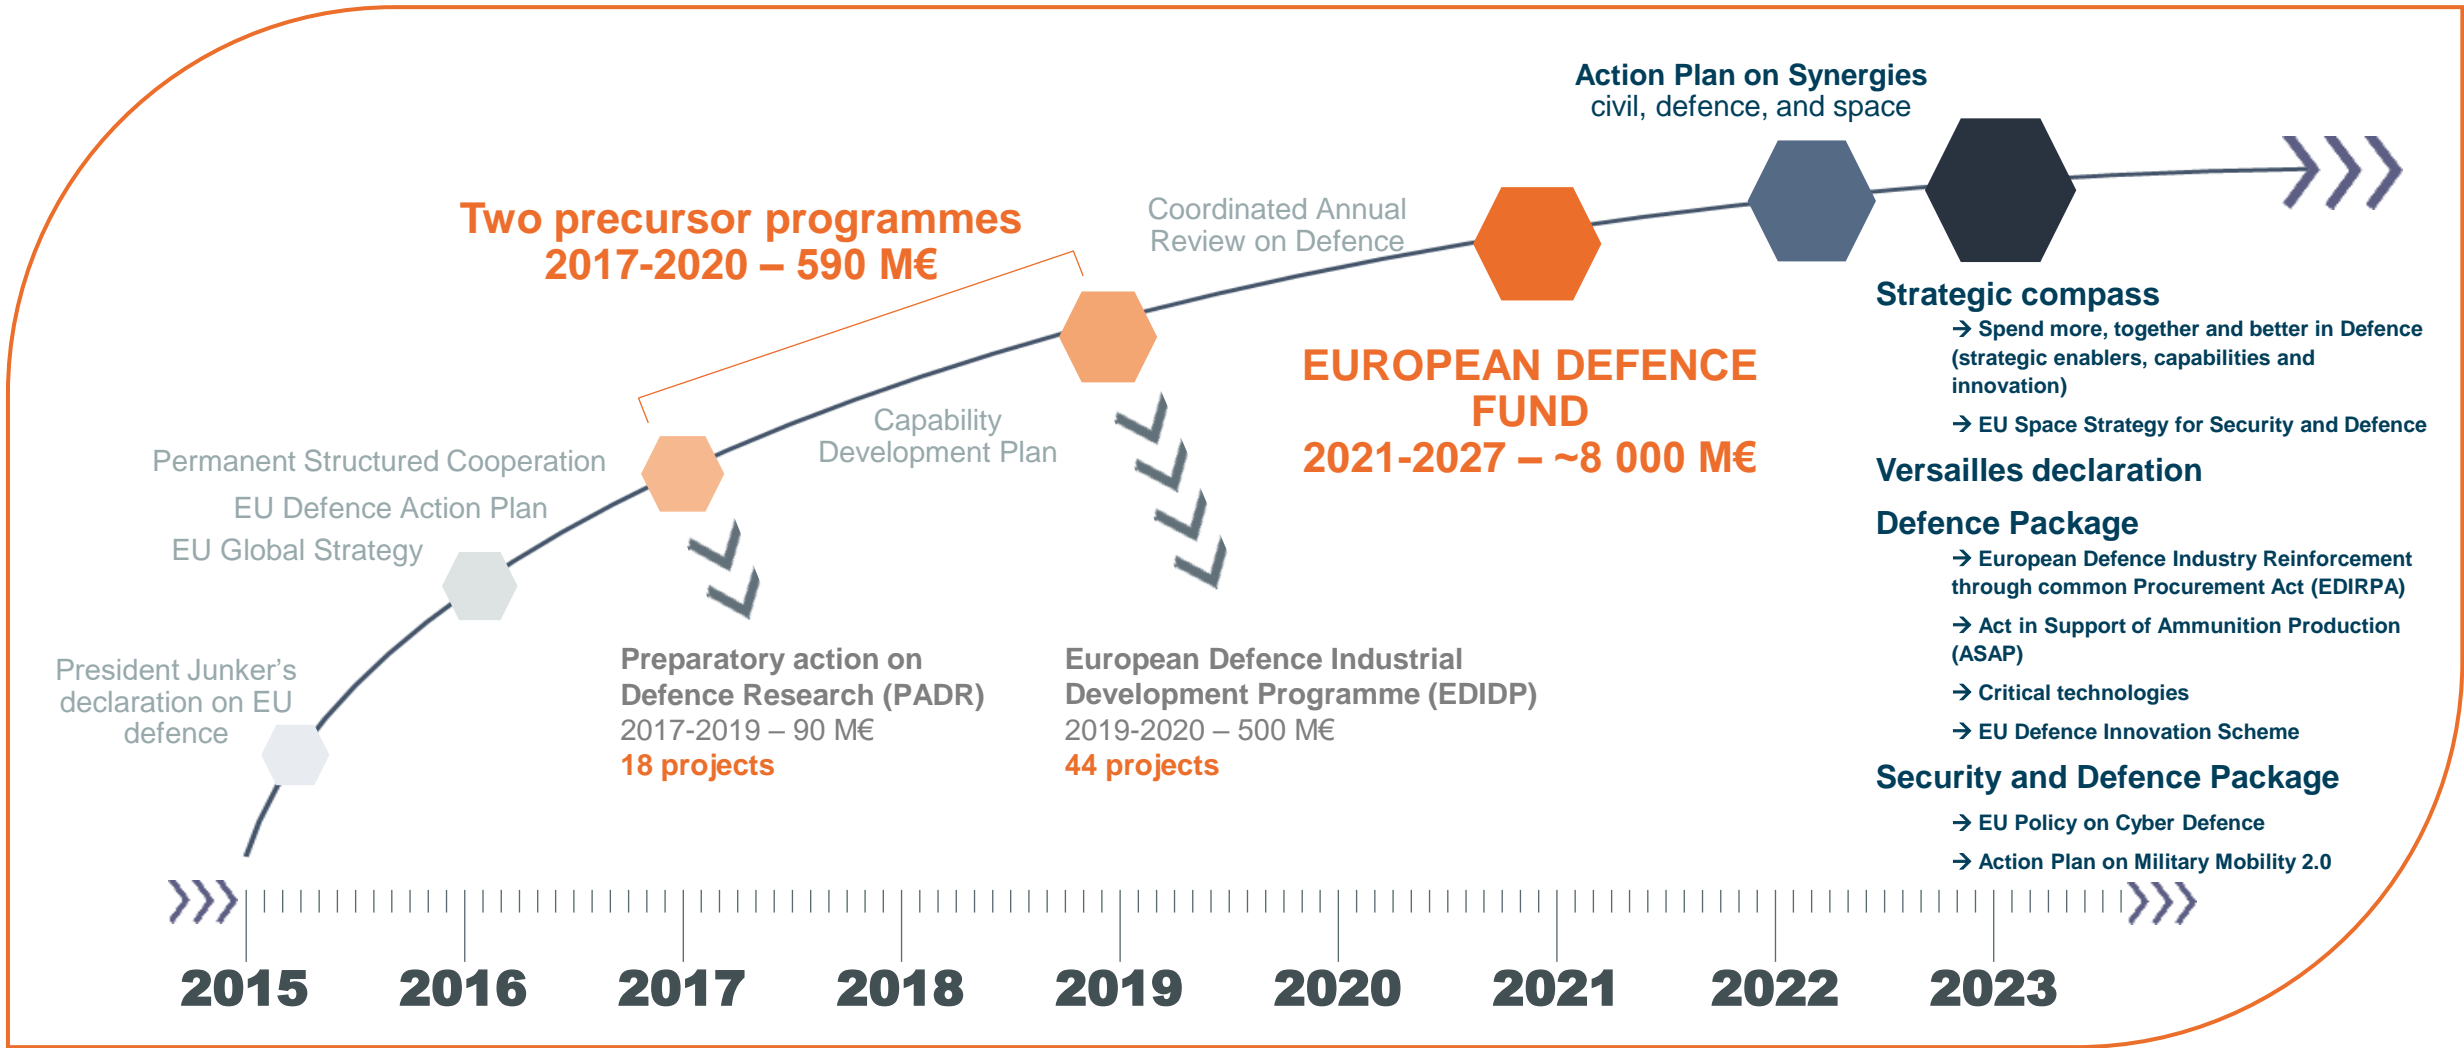 Action Plan on Synergies
civil, defence, and space
Two precursor programmes
2017-2020 – 590 M€
Coordinated Annual
Review on Defence
EUROPEAN DEFENCE
FUND
2021-2027 – ~8 000 M€
Capability
Development Plan
Permanent Structured Cooperation
EU Defence Action Plan
EU Global Strategy
President Junker’s
declaration on EU
defence
Preparatory action on
Defence Research (PADR)
2017-2019 – 90 M€
18 projects
European Defence Industrial
Development Programme (EDIDP)
2019-2020 – 500 M€
44 projects
Strategic compass
→ Spend more, together and better in Defence
(strategic enablers, capabilities and
innovation)
→ EU Space Strategy for Security and Defence
Versailles declaration
Defence Package
→ European Defence Industry Reinforcement
through common Procurement Act (EDIRPA)
→ Act in Support of Ammunition Production
(ASAP)
→ Critical technologies
→ EU Defence Innovation Scheme
Security and Defence Package
→ EU Policy on Cyber Defence
→ Action Plan on Military Mobility 2.0
2015 2016 2017 2018 2019 2020 2021 2022 2023